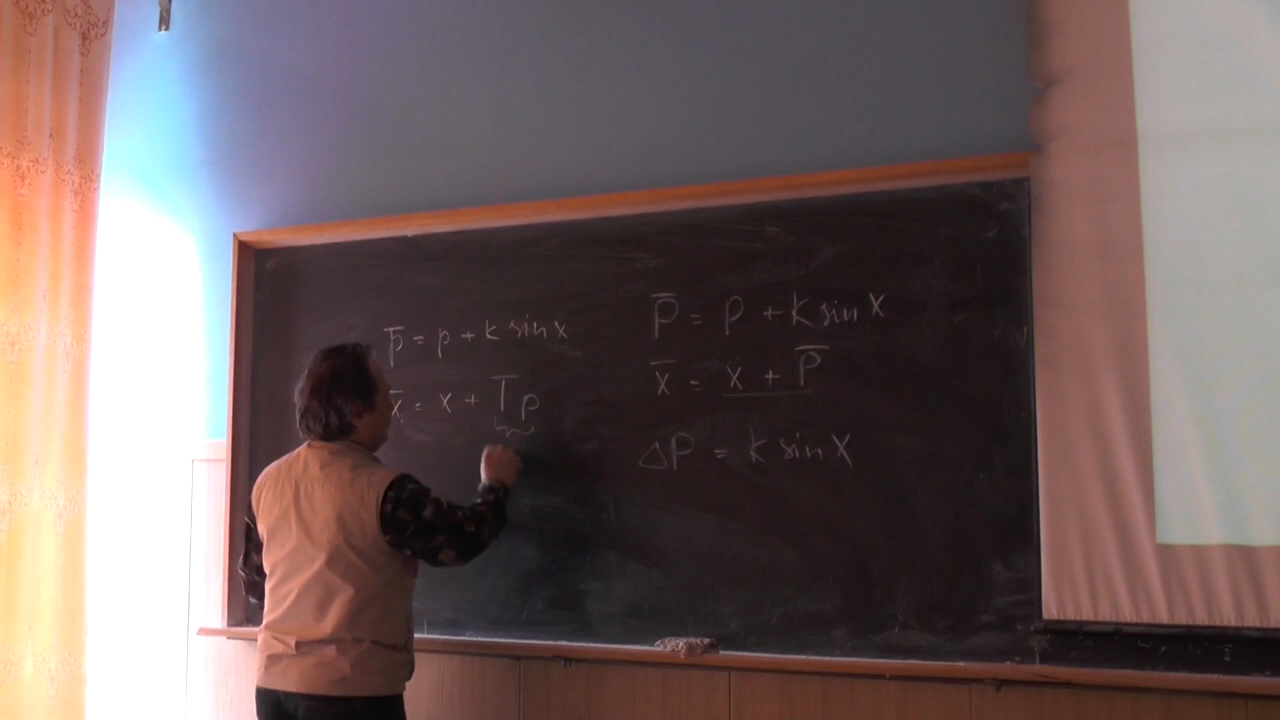 p̅ = p + k sin x
x̅ = x + T p
P̅ = P + K sin X
X̅ = X + P̅
ΔP = K sin X